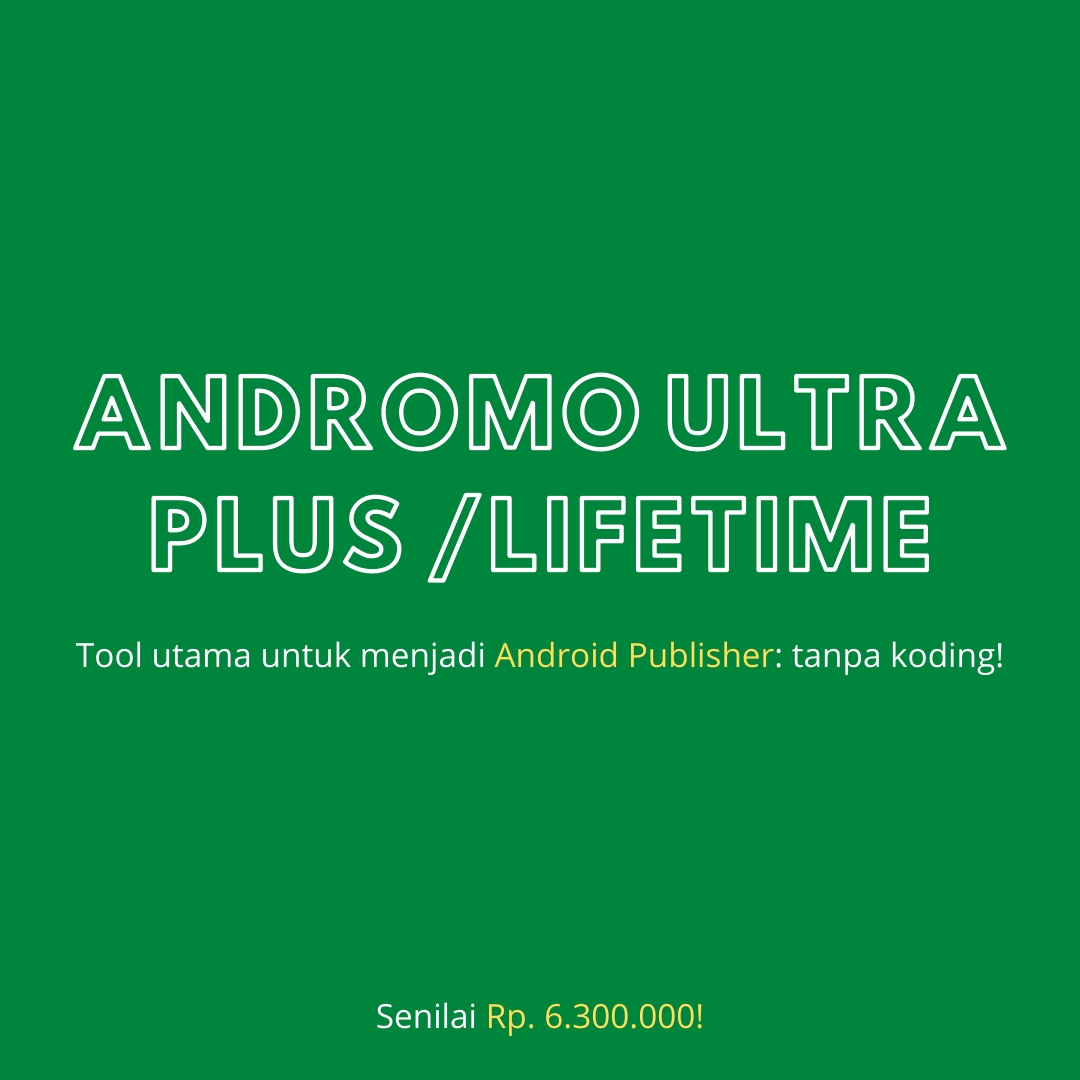 ANDROMO ULTRA
PLUS /LIFETIME
Tool utama untuk menjadi Android Publisher: tanpa koding!
Senilai Rp. 6.300.000!